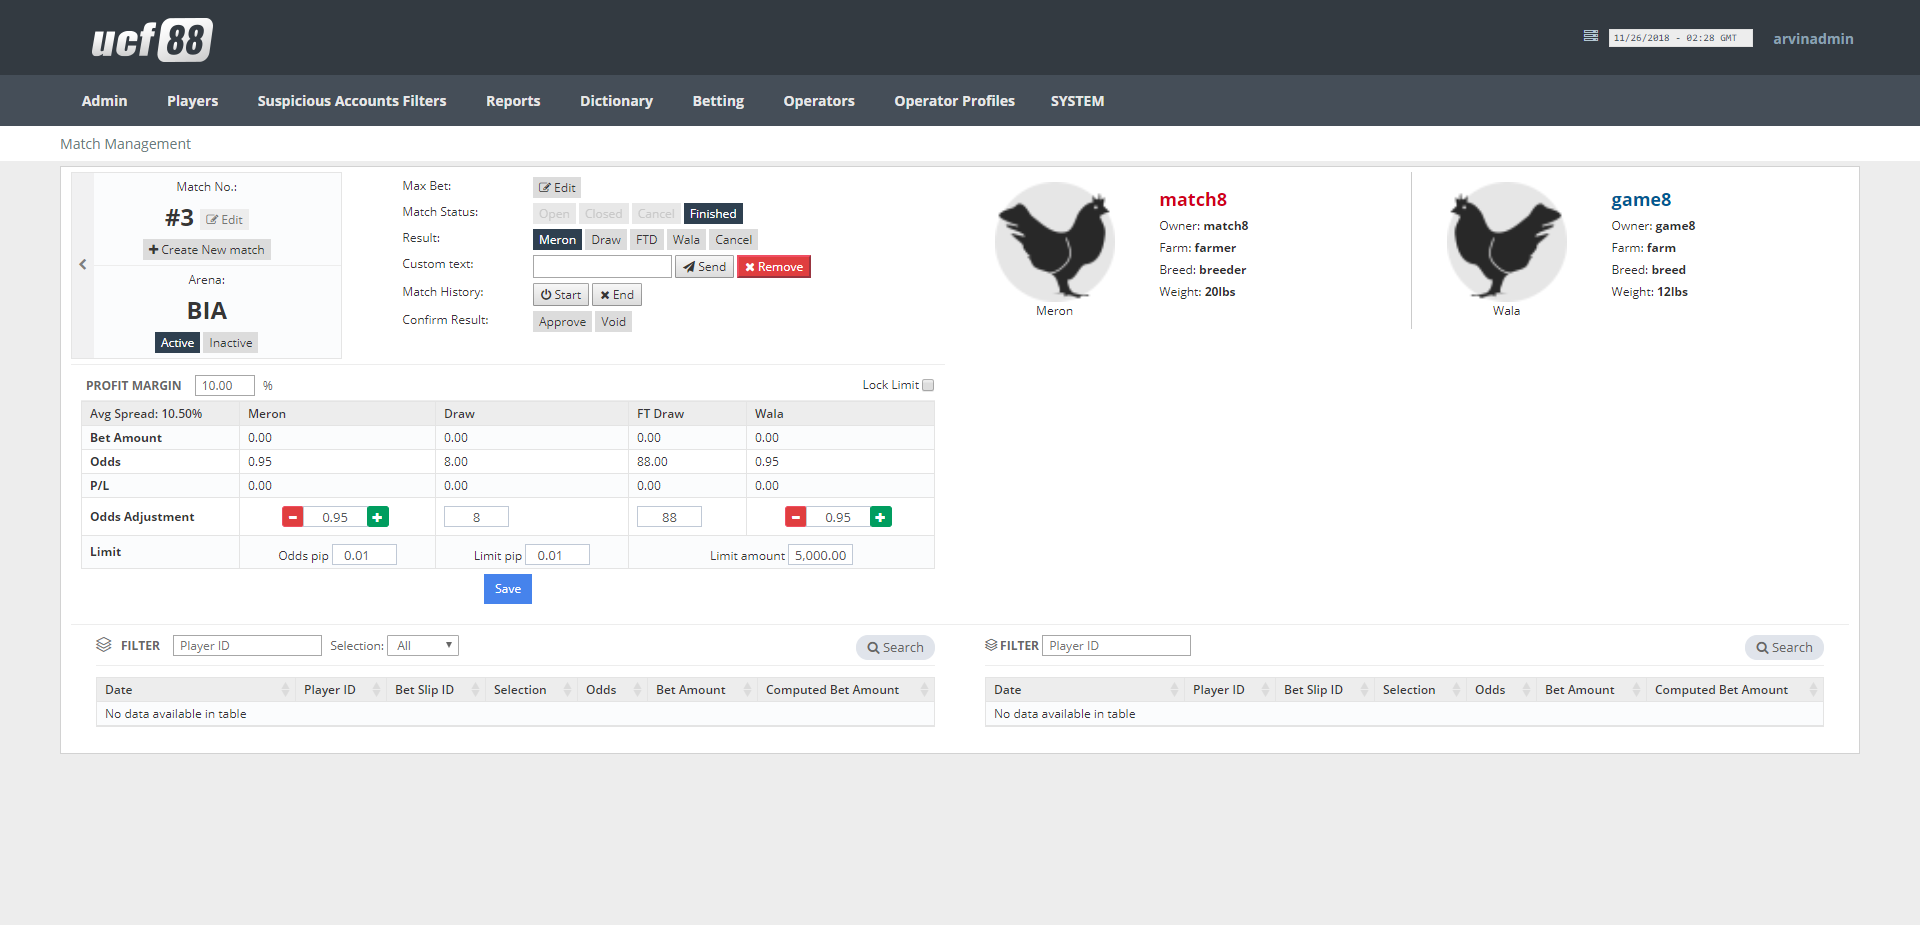 ucf88
11/26/2018 - 02:28 GMT
arvinadmin
Admin Players Suspicious Accounts Filters Reports Dictionary Betting Operators Operator Profiles SYSTEM
Match Management
Match No.:
#3 Edit
Create New match
Arena:
BIA
Active Inactive
Max Bet: Edit
Match Status: Open Closed Cancel Finished
Result: Meron Draw FTD Wala Cancel
Custom text: Send Remove
Match History: Start End
Confirm Result: Approve Void
Meron
match8
Owner: match8
Farm: farmer
Breed: breeder
Weight: 20lbs
Wala
game8
Owner: game8
Farm: farm
Breed: breed
Weight: 12lbs
PROFIT MARGIN 10.00 % Lock Limit
Avg Spread: 10.50% Meron Draw FT Draw Wala
Bet Amount 0.00 0.00 0.00 0.00
Odds 0.95 8.00 88.00 0.95
P/L 0.00 0.00 0.00 0.00
Odds Adjustment 0.95 8 88 0.95
Limit Odds pip 0.01 Limit pip 0.01 Limit amount 5,000.00
Save
FILTER Player ID Selection: All Search
Date Player ID Bet Slip ID Selection Odds Bet Amount Computed Bet Amount
No data available in table
FILTER Player ID Search
Date Player ID Bet Slip ID Selection Odds Bet Amount Computed Bet Amount
No data available in table